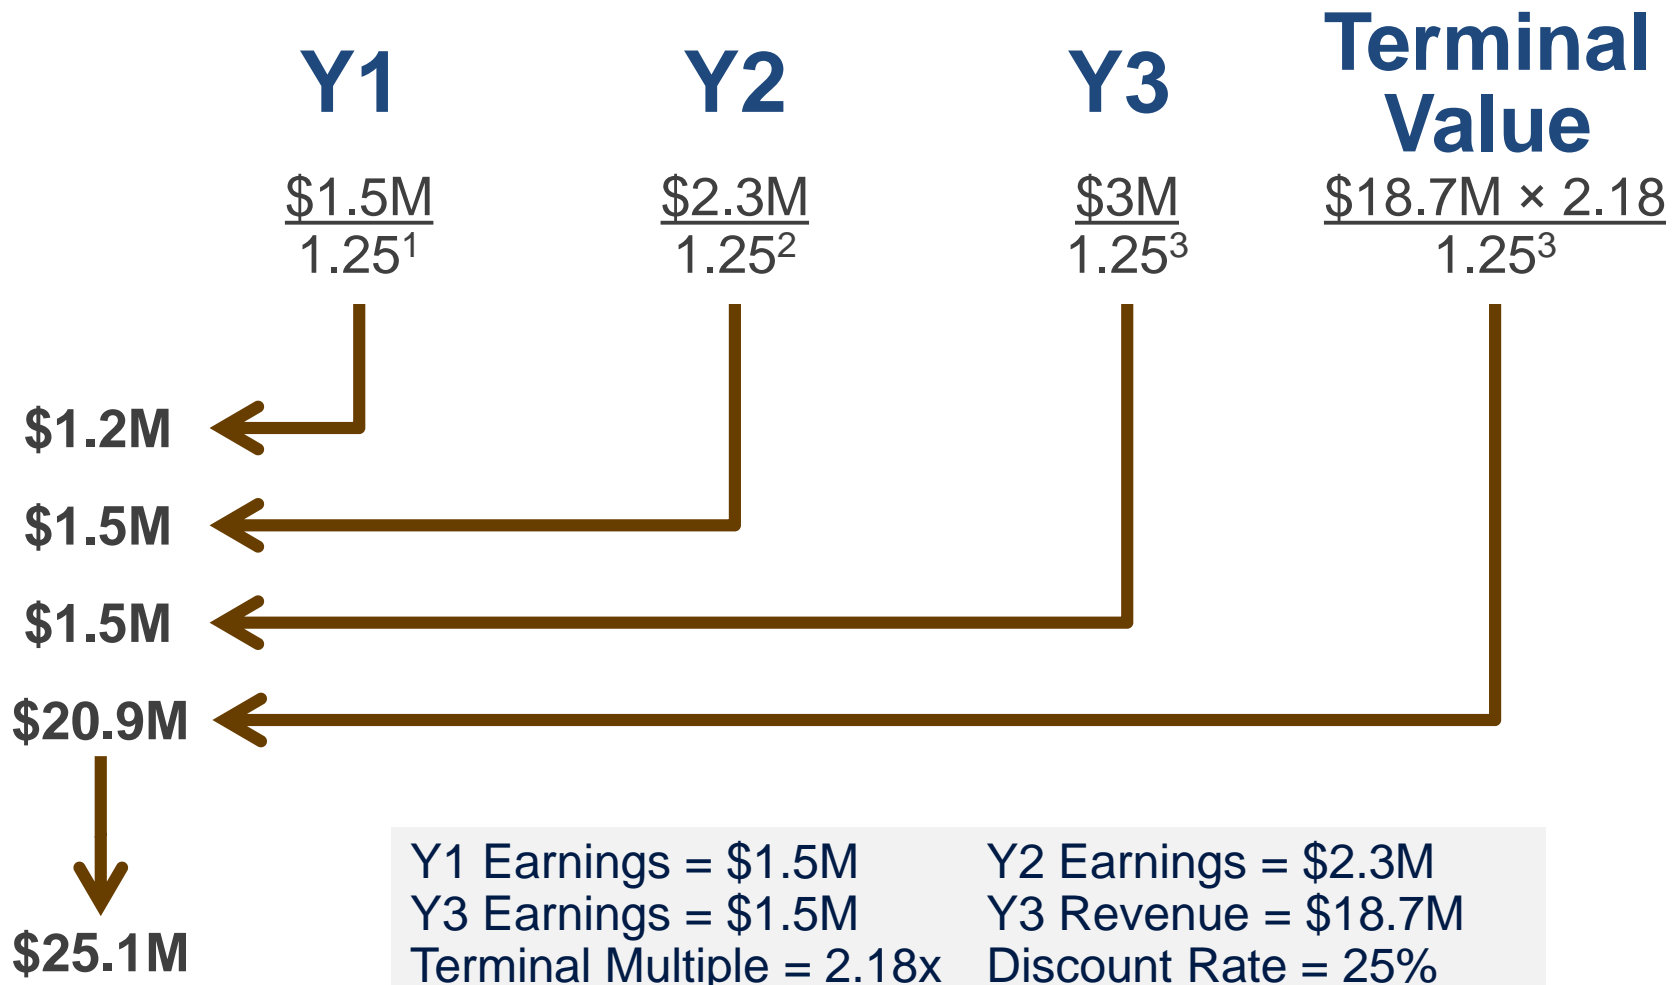 Y1 Y2 Y3 Terminal
Value
$1.5M $2.3M $3M $18.7M × 2.18
1.25¹ 1.25² 1.25³ 1.25³
$1.2M
$1.5M
$1.5M
$20.9M
$25.1M
Y1 Earnings = $1.5M Y2 Earnings = $2.3M
Y3 Earnings = $1.5M Y3 Revenue = $18.7M
Terminal Multiple = 2.18x Discount Rate = 25%